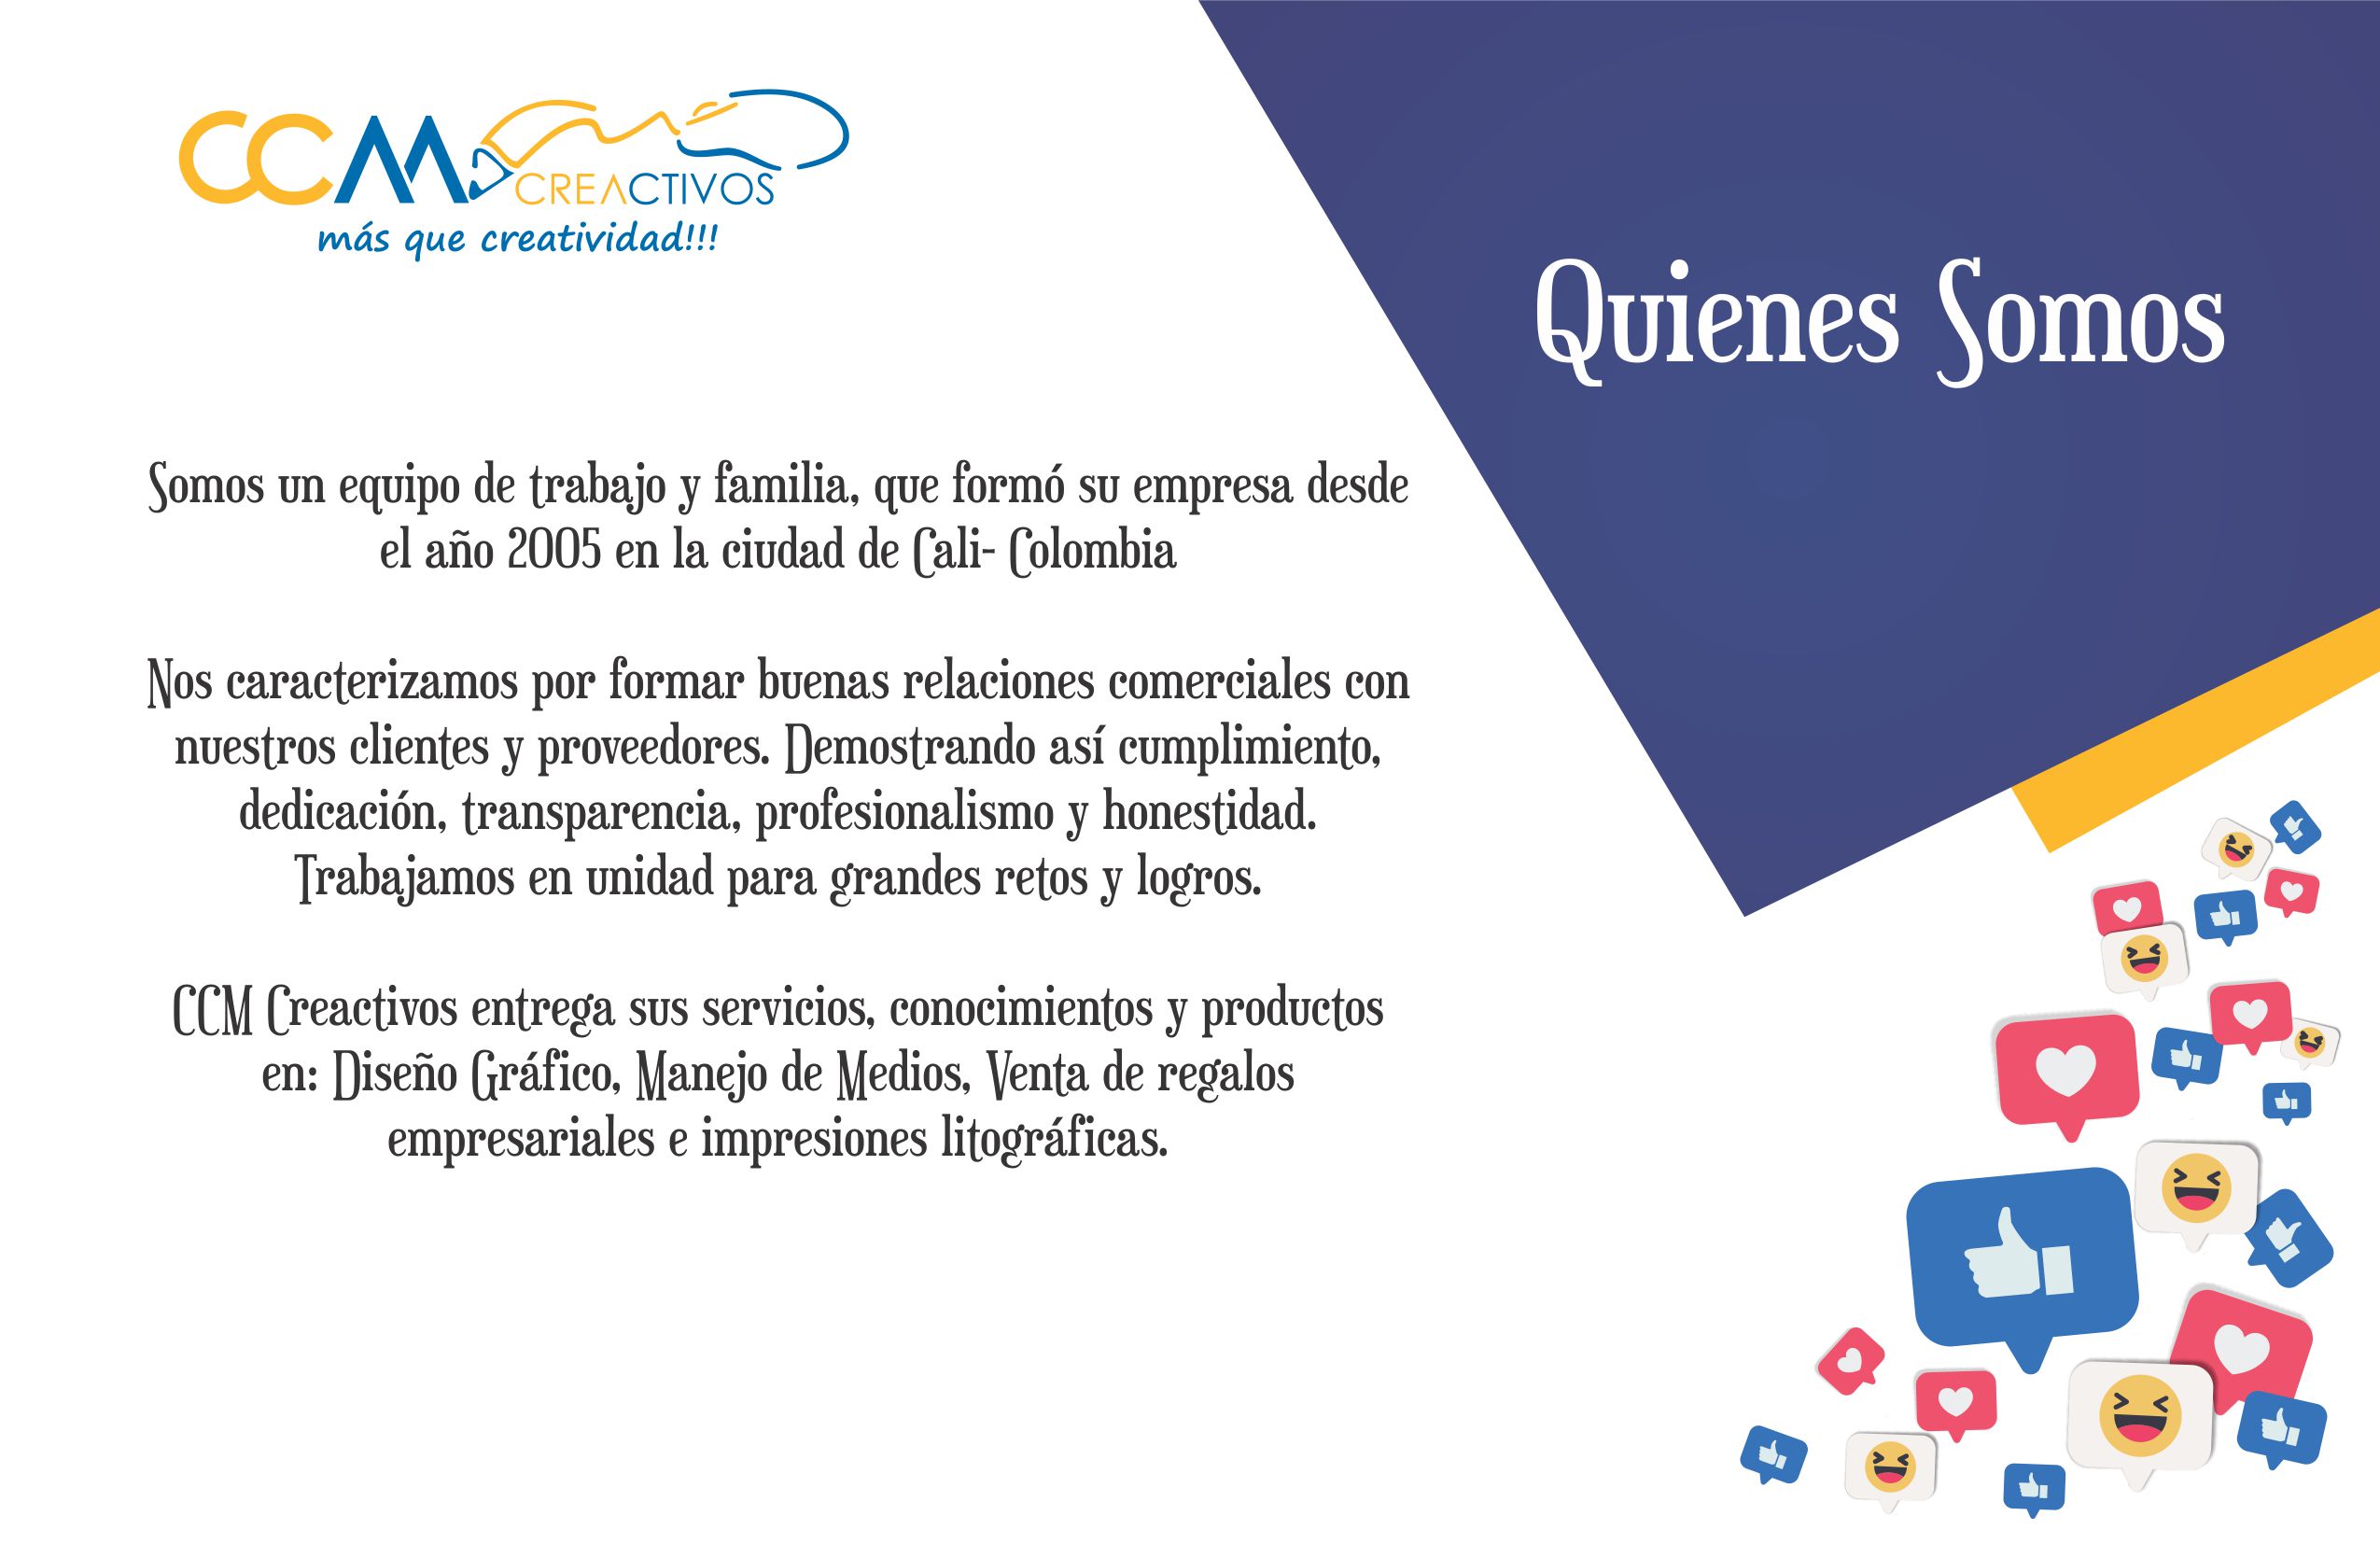 CCM CREACTIVOS
más que creatividad!!!
Quienes Somos
Somos un equipo de trabajo y familia, que formó su empresa desde
el año 2005 en la ciudad de Cali- Colombia
Nos caracterizamos por formar buenas relaciones comerciales con
nuestros clientes y proveedores. Demostrando así cumplimiento,
dedicación, transparencia, profesionalismo y honestidad.
Trabajamos en unidad para grandes retos y logros.
CCM Creactivos entrega sus servicios, conocimientos y productos
en: Diseño Gráfico, Manejo de Medios, Venta de regalos
empresariales e impresiones litográficas.